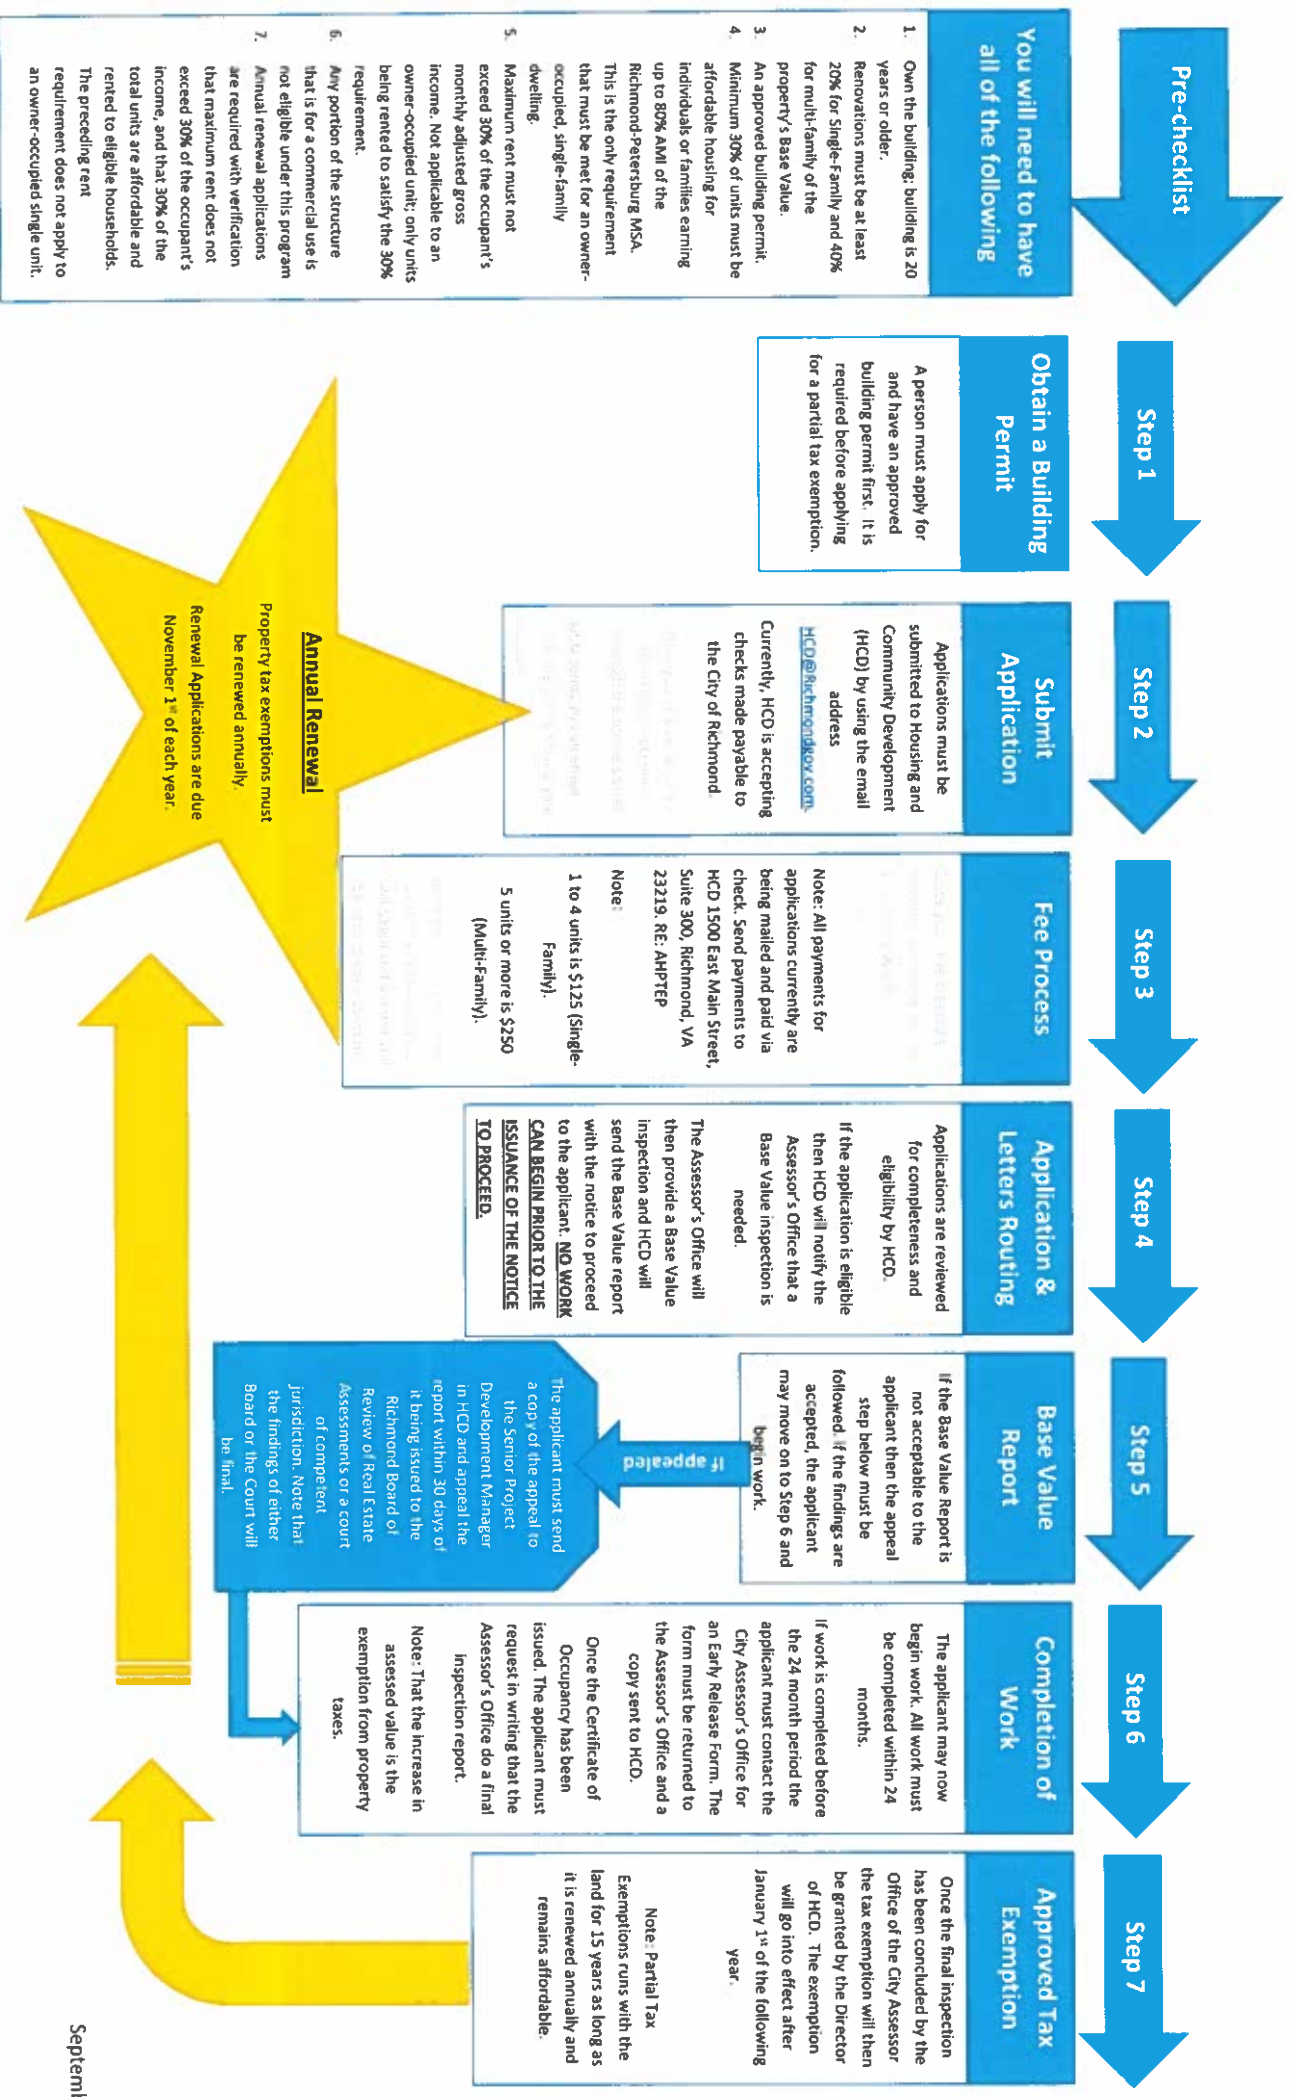 Pre-checklist
You will need to have
all of the following
1. Own the building; building is 20
years or older.
2. Renovations must be at least
20% for Single-Family and 40%
for multi-family of the
property's Base Value.
3 An approved building permit.
4. Minimum 30% of units must be
affordable housing for
individuals or families earning
up to 80% AMI of the
Richmond-Petersburg MSA.
This is the only requirement
that must be met for an owner-
occupied, single-family
dwelling.
5. Maximum rent must not
exceed 30% of the occupant's
monthly adjusted gross
income. Not applicable to an
owner-occupied unit; only units
being rented to satisfy the 30%
requirement.
6. Any portion of the structure
that is for a commercial use is
not eligible under this program
7. Annual renewal applications
are required with verification
that maximum rent does not
exceed 30% of the occupant's
income, and that 30% of the
total units are affordable and
rented to eligible households.
The preceding rent
requirement does not apply to
an owner-occupied single unit.
Step 1
Obtain a Building
Permit
A person must apply for
and have an approved
building permit first. It is
required before applying
for a partial tax exemption.
Step 2
Submit
Application
Applications must be
submitted to Housing and
Community Development
(HCD) by using the email
address
HCD@Richmondgov.com.
Currently, HCD is accepting
checks made payable to
the City of Richmond.
Step 3
Fee Process
Note: All payments for
applications currently are
being mailed and paid via
check. Send payments to
HCD 1500 East Main Street,
Suite 300, Richmond, VA
23219. RE: AHPTEP
Note:
1 to 4 units is $125 (Single-
Family).
5 units or more is $250
(Multi-Family).
Step 4
Application &
Letters Routing
Applications are reviewed
for completeness and
eligibility by HCD.
If the application is eligible
then HCD will notify the
Assessor's Office that a
Base Value inspection is
needed.
The Assessor's Office will
then provide a Base Value
inspection and HCD will
send the Base Value report
with the notice to proceed
to the applicant. NO WORK
CAN BEGIN PRIOR TO THE
ISSUANCE OF THE NOTICE
TO PROCEED.
Step 5
Base Value
Report
If the Base Value Report is
not acceptable to the
applicant then the appeal
step below must be
followed. If the findings are
accepted, the applicant
may move on to Step 6 and
begin work.
If appealed
The applicant must send
a copy of the appeal to
the Senior Project
Development Manager
in HCD and appeal the
report within 30 days of
it being issued to the
Richmond Board of
Review of Real Estate
Assessments or a court
of competent
jurisdiction. Note that
the findings of either
Board or the Court will
be final.
Step 6
Completion of
Work
The applicant may now
begin work. All work must
be completed within 24
months.
If work is completed before
the 24 month period the
applicant must contact the
City Assessor's Office for
an Early Release Form. The
form must be returned to
the Assessor's Office and a
copy sent to HCD.
Once the Certificate of
Occupancy has been
issued. The applicant must
request in writing that the
Assessor's Office do a final
inspection report.
Note: That the increase in
assessed value is the
exemption from property
taxes.
Step 7
Approved Tax
Exemption
Once the final inspection
has been concluded by the
Office of the City Assessor
the tax exemption will then
be granted by the Director
of HCD. The exemption
will go into effect after
January 1st of the following
year.
Note: Partial Tax
Exemptions runs with the
land for 15 years as long as
it is renewed annually and
remains affordable.
Annual Renewal
Property tax exemptions must
be renewed annually.
Renewal Applications are due
November 1st of each year.